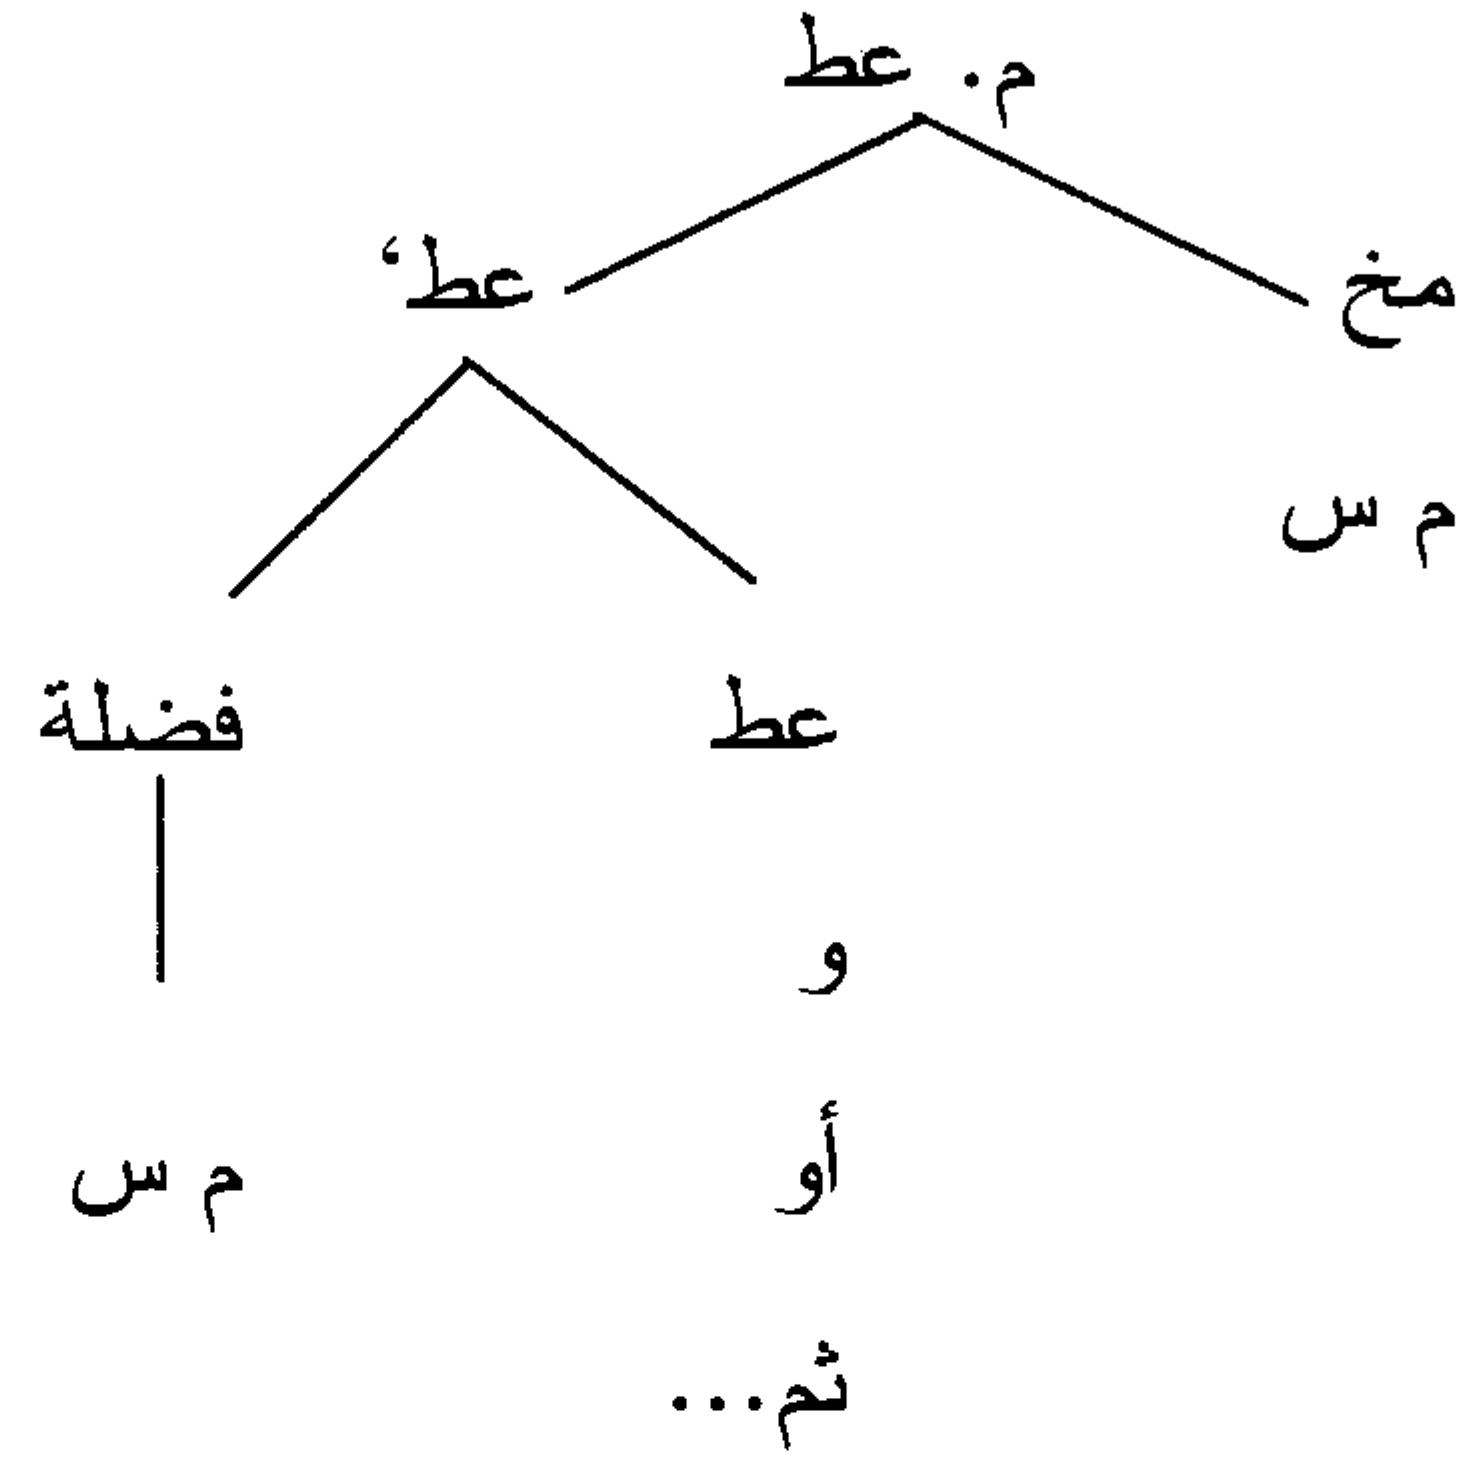 م. عط
مخ عط‘
م س
عط فضلة
و
أو م س
ثم...